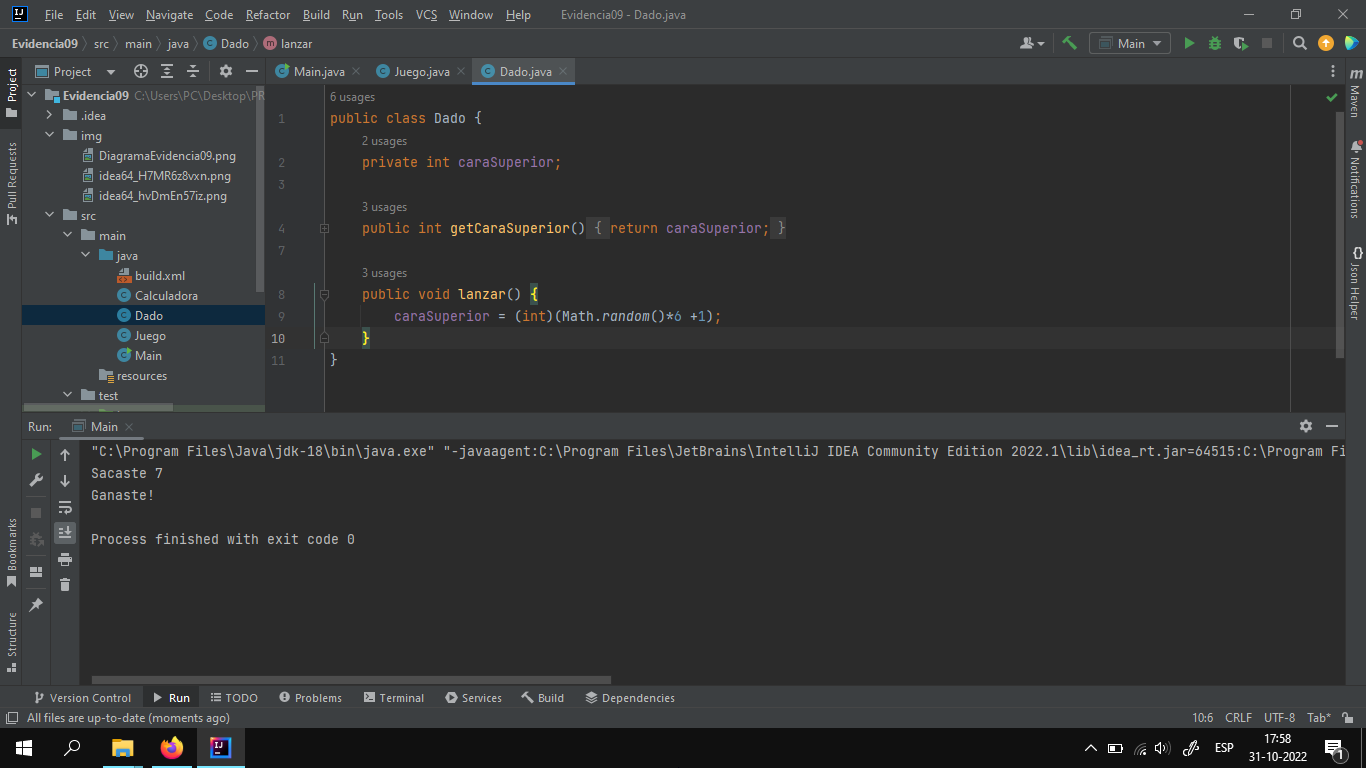 File Edit View Navigate Code Refactor Build Run Tools VCS Window Help Evidencia09 - Dado.java
Evidencia09 src main java Dado lanzar Main
Project Main.java Juego.java Dado.java
Evidencia09 C:\Users\PC\Desktop\PR
.idea
img
DiagramaEvidencia09.png
idea64_H7MR6z8vxn.png
idea64_hvDmEn57iz.png
src
main
java
build.xml
Calculadora
Dado
Juego
Main
resources
test
6 usages
1 public class Dado {
2 usages
2 private int caraSuperior;
3
3 usages
4 public int getCaraSuperior() { return caraSuperior; }
7
3 usages
8 public void lanzar() {
9 caraSuperior = (int)(Math.random()*6 +1);
10 }
11 }
Project
Pull Requests
Bookmarks
Structure
Maven
Notifications
Json Helper
Run: Main
"C:\Program Files\Java\jdk-18\bin\java.exe" "-javaagent:C:\Program Files\JetBrains\IntelliJ IDEA Community Edition 2022.1\lib\idea_rt.jar=64515:C:\Program Fi
Sacaste 7
Ganaste!
Process finished with exit code 0
Version Control Run TODO Problems Terminal Services Build Dependencies
All files are up-to-date (moments ago) 10:6 CRLF UTF-8 Tab*
ESP 17:58
31-10-2022 1